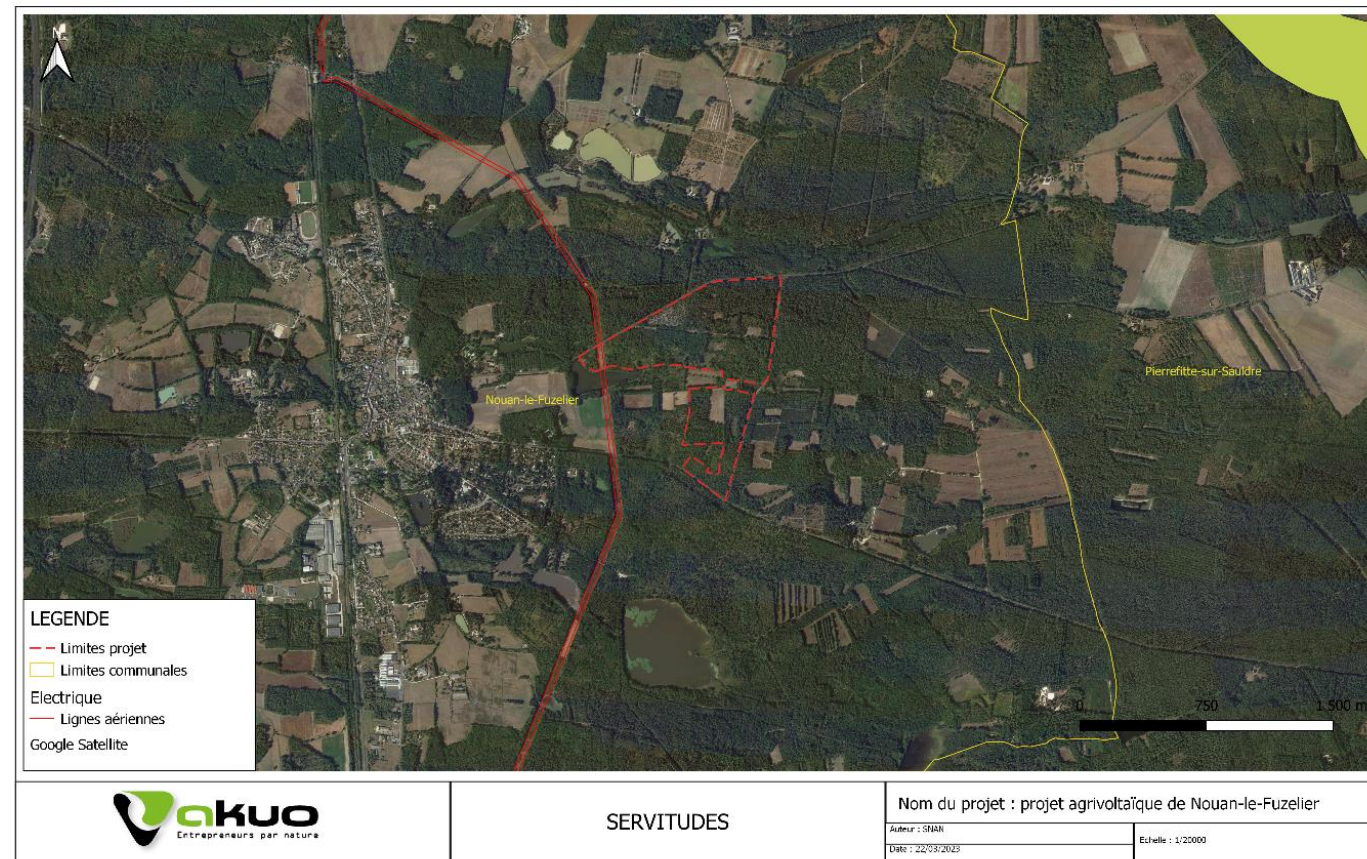 N
Nouan-le-Fuzelier
Pierrefitte-sur-Sauldre
0 750 1 500 m
LEGENDE
Limites projet
Limites communales
Electrique
Lignes aériennes
Google Satellite
akuo
Entrepreneurs par nature
SERVITUDES
Nom du projet : projet agrivoltaïque de Nouan-le-Fuzelier
Auteur : SNAN
Date : 22/03/2023
Echelle : 1/20000